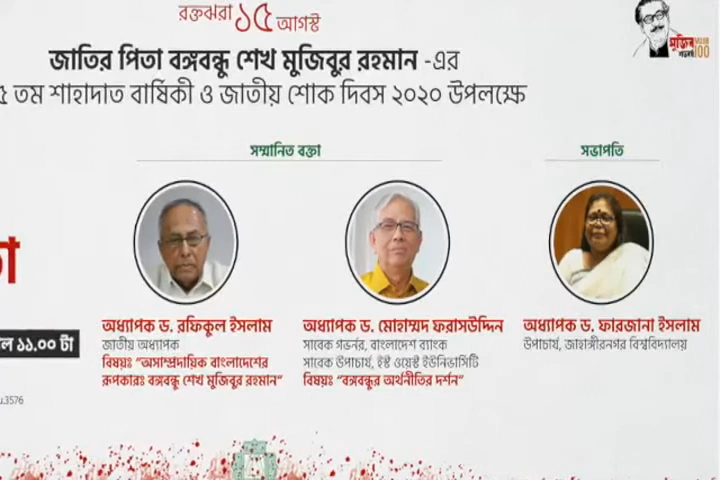 রক্তঝরা ১৫ আগস্ট
জাতির পিতা বঙ্গবন্ধু শেখ মুজিবুর রহমান -এর
৫ তম শাহাদাত বার্ষিকী ও জাতীয় শোক দিবস ২০২০ উপলক্ষে
সম্মানিত বক্তা
সভাপতি
অধ্যাপক ড. রফিকুল ইসলাম
জাতীয় অধ্যাপক
বিষয়ঃ "অসাম্প্রদায়িক বাংলাদেশের
রূপকারঃ বঙ্গবন্ধু শেখ মুজিবুর রহমান"
অধ্যাপক ড. মোহাম্মদ ফরাসউদ্দিন
সাবেক গভর্নর, বাংলাদেশ ব্যাংক
সাবেক উপাচার্য, ইস্ট ওয়েস্ট ইউনিভার্সিটি
বিষয়ঃ "বঙ্গবন্ধুর অর্থনীতির দর্শন"
অধ্যাপক ড. ফারজানা ইসলাম
উপাচার্য, জাহাঙ্গীরনগর বিশ্ববিদ্যালয়
ল ১১.০০ টা
u.3576
মুজিব
100